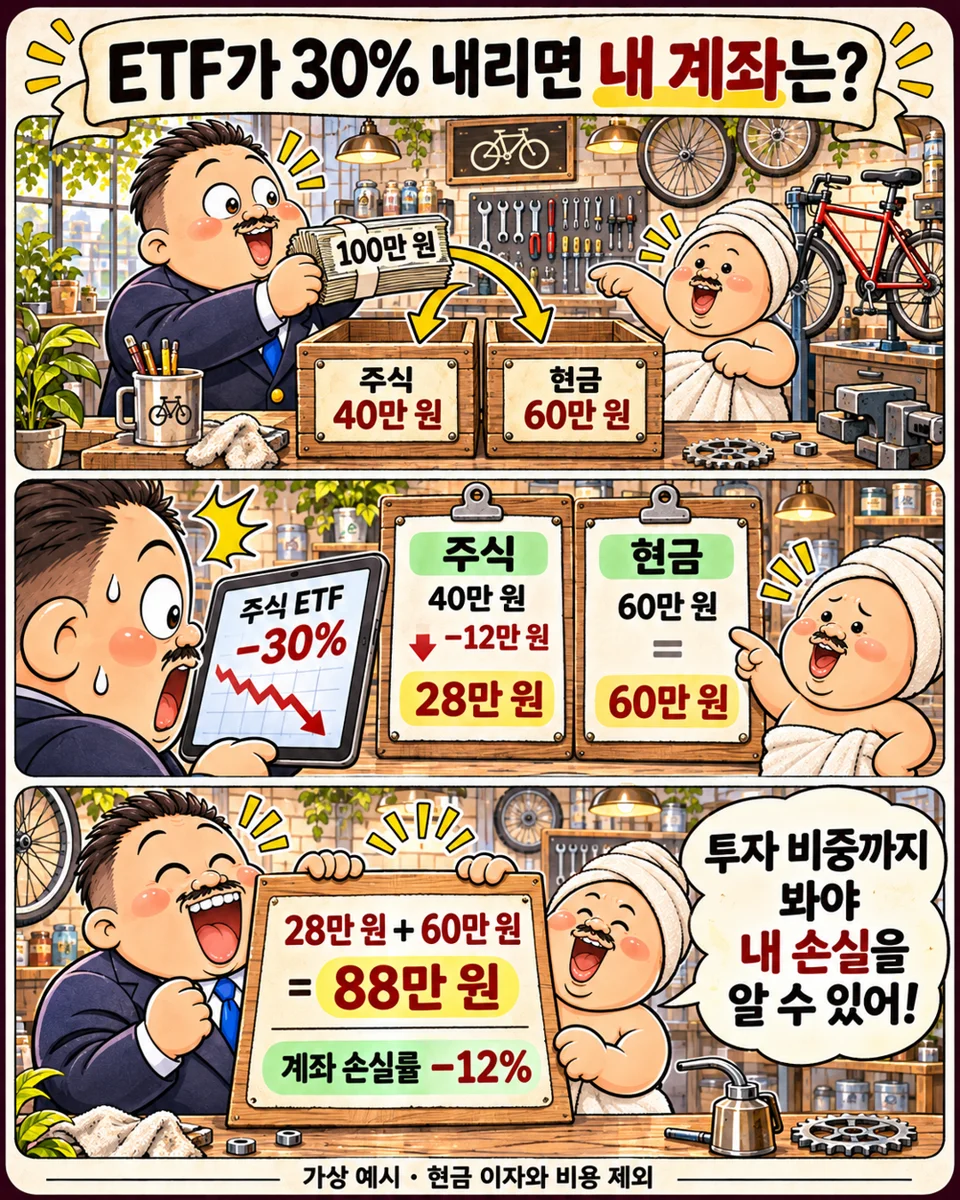 ETF가 30% 내리면 내 계좌는?
100만 원
주식
40만 원
현금
60만 원
주식 ETF
-30%
주식
40만 원
-12만 원
28만 원
현금
60만 원
=
60만 원
28만 원 + 60만 원
= 88만 원
계좌 손실률 -12%
투자 비중까지
봐야
내 손실을
알 수 있어!
가상 예시 · 현금 이자와 비용 제외